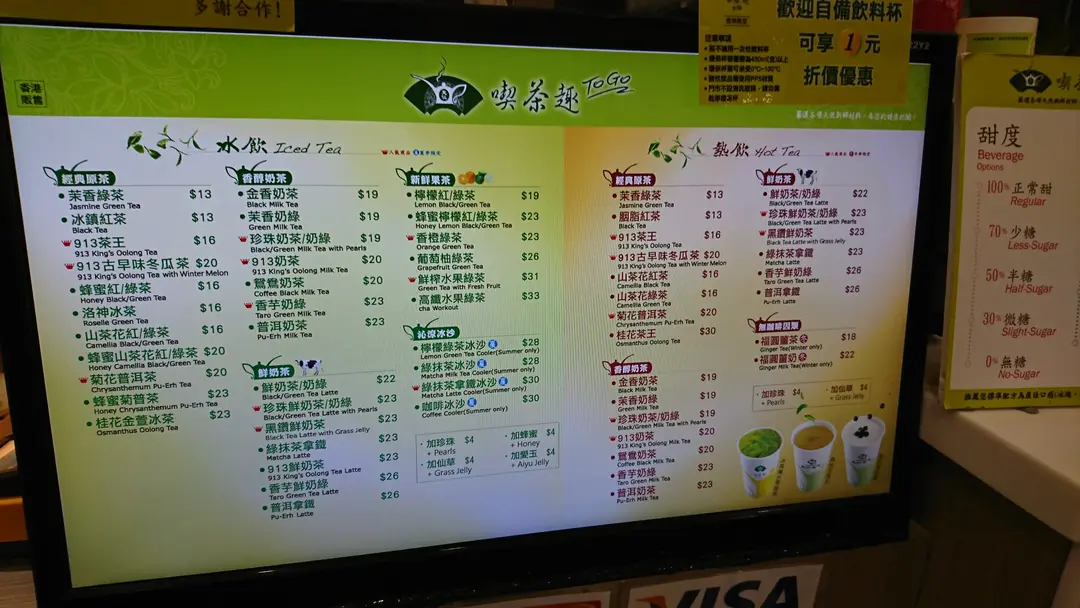 多謝合作!
歡迎自備飲料杯
可享1元
折價優惠
注意事項
香港
販售
喫茶趣 ToGo
冰飲 Iced Tea
經典原茶
茉香綠茶 $13
Jasmine Green Tea
冰鎮紅茶 $13
Black Tea
913茶王 $16
913 King's Oolong Tea
913古早味冬瓜茶 $20
913 King's Oolong Tea with Winter Melon
蜂蜜紅/綠茶 $16
Honey Black/Green Tea
洛神冰茶 $16
Roselle Green Tea
山茶花紅/綠茶 $16
Camellia Black/Green Tea
蜂蜜山茶花紅/綠茶 $20
Honey Camellia Black/Green Tea
菊花普洱茶 $20
Chrysanthemum Pu-Erh Tea
蜂蜜菊普茶 $23
Honey Chrysanthemum Pu-Erh Tea
桂花金萱冰茶 $23
Osmanthus Oolong Tea
香醇奶茶
金香奶茶 $19
Black Milk Tea
茉香奶綠 $19
Green Milk Tea
珍珠奶茶/奶綠 $19
Black/Green Milk Tea with Pearls
913奶茶 $20
913 King's Oolong Milk Tea
鴛鴦奶茶 $20
Coffee Black Milk Tea
香芋奶綠 $23
Taro Green Milk Tea
普洱奶茶 $23
Pu-Erh Milk Tea
鮮奶茶
鮮奶茶/奶綠 $22
Black/Green Tea Latte
珍珠鮮奶茶/奶綠 $23
Black/Green Tea Latte with Pearls
黑鑽鮮奶茶 $23
Black Tea Latte with Grass Jelly
綠抹茶拿鐵 $23
Matcha Latte
913鮮奶茶 $23
913 King's Oolong Tea Latte
香芋鮮奶綠 $26
Taro Green Tea Latte
普洱拿鐵 $26
Pu-Erh Latte
新鮮果茶
檸檬紅/綠茶 $19
Lemon Black/Green Tea
蜂蜜檸檬紅/綠茶 $23
Honey Lemon Black/Green Tea
香橙綠茶 $23
Orange Green Tea
葡萄柚綠茶 $26
Grapefruit Green Tea
鮮榨水果綠茶 $31
Green Tea with Fresh Fruit
高纖水果綠茶 $33
cha Workout
沁涼冰沙
檸檬綠茶冰沙 夏 $28
Lemon Green Tea Cooler(Summer only)
綠抹茶冰沙 夏 $28
Matcha Milk Tea Cooler(Summer only)
綠抹茶拿鐵冰沙 夏 $30
Matcha Latte Cooler(Summer only)
咖啡冰沙 夏 $30
Coffee Cooler(Summer only)
加珍珠 $4
+ Pearls
加蜂蜜 $4
+ Honey
加仙草 $4
+ Grass Jelly
加愛玉 $4
+ Aiyu Jelly
熱飲 Hot Tea
經典原茶
茉香綠茶 $13
Jasmine Green Tea
胭脂紅茶 $13
Black Tea
913茶王 $16
913 King's Oolong Tea
913古早味冬瓜茶 $20
913 King's Oolong Tea with Winter Melon
山茶花紅茶 $16
Camellia Black Tea
山茶花綠茶 $16
Camellia Green Tea
菊花普洱茶 $20
Chrysanthemum Pu-Erh Tea
桂花茶王 $30
Osmanthus Oolong Tea
香醇奶茶
金香奶茶 $19
Black Milk Tea
茉香奶綠 $19
Green Milk Tea
珍珠奶茶/奶綠 $19
Black/Green Milk Tea with Pearls
913奶茶 $20
913 King's Oolong Milk Tea
鴛鴦奶茶 $20
Coffee Black Milk Tea
香芋奶綠 $23
Taro Green Milk Tea
普洱奶茶 $23
Pu-Erh Milk Tea
鮮奶茶
鮮奶茶/奶綠 $22
Black/Green Tea Latte
珍珠鮮奶茶/奶綠 $23
Black/Green Tea Latte with Pearls
黑鑽鮮奶茶 $23
Black Tea Latte with Grass Jelly
綠抹茶拿鐵 $23
Matcha Latte
香芋鮮奶綠 $26
Taro Green Tea Latte
普洱拿鐵 $26
Pu-Erh Latte
無咖啡因類
福圓薑茶 冬 $18
Ginger Tea(Winter only)
福圓薑奶 冬 $22
Ginger Milk Tea(Winter only)
加珍珠 $4
+ Pearls
加仙草 $4
+ Grass Jelly
甜度
Beverage
Options
100% 正常甜
Regular
70% 少糖
Less-Sugar
50% 半糖
Half-Sugar
30% 微糖
Slight-Sugar
0% 無糖
No-Sugar
VISA